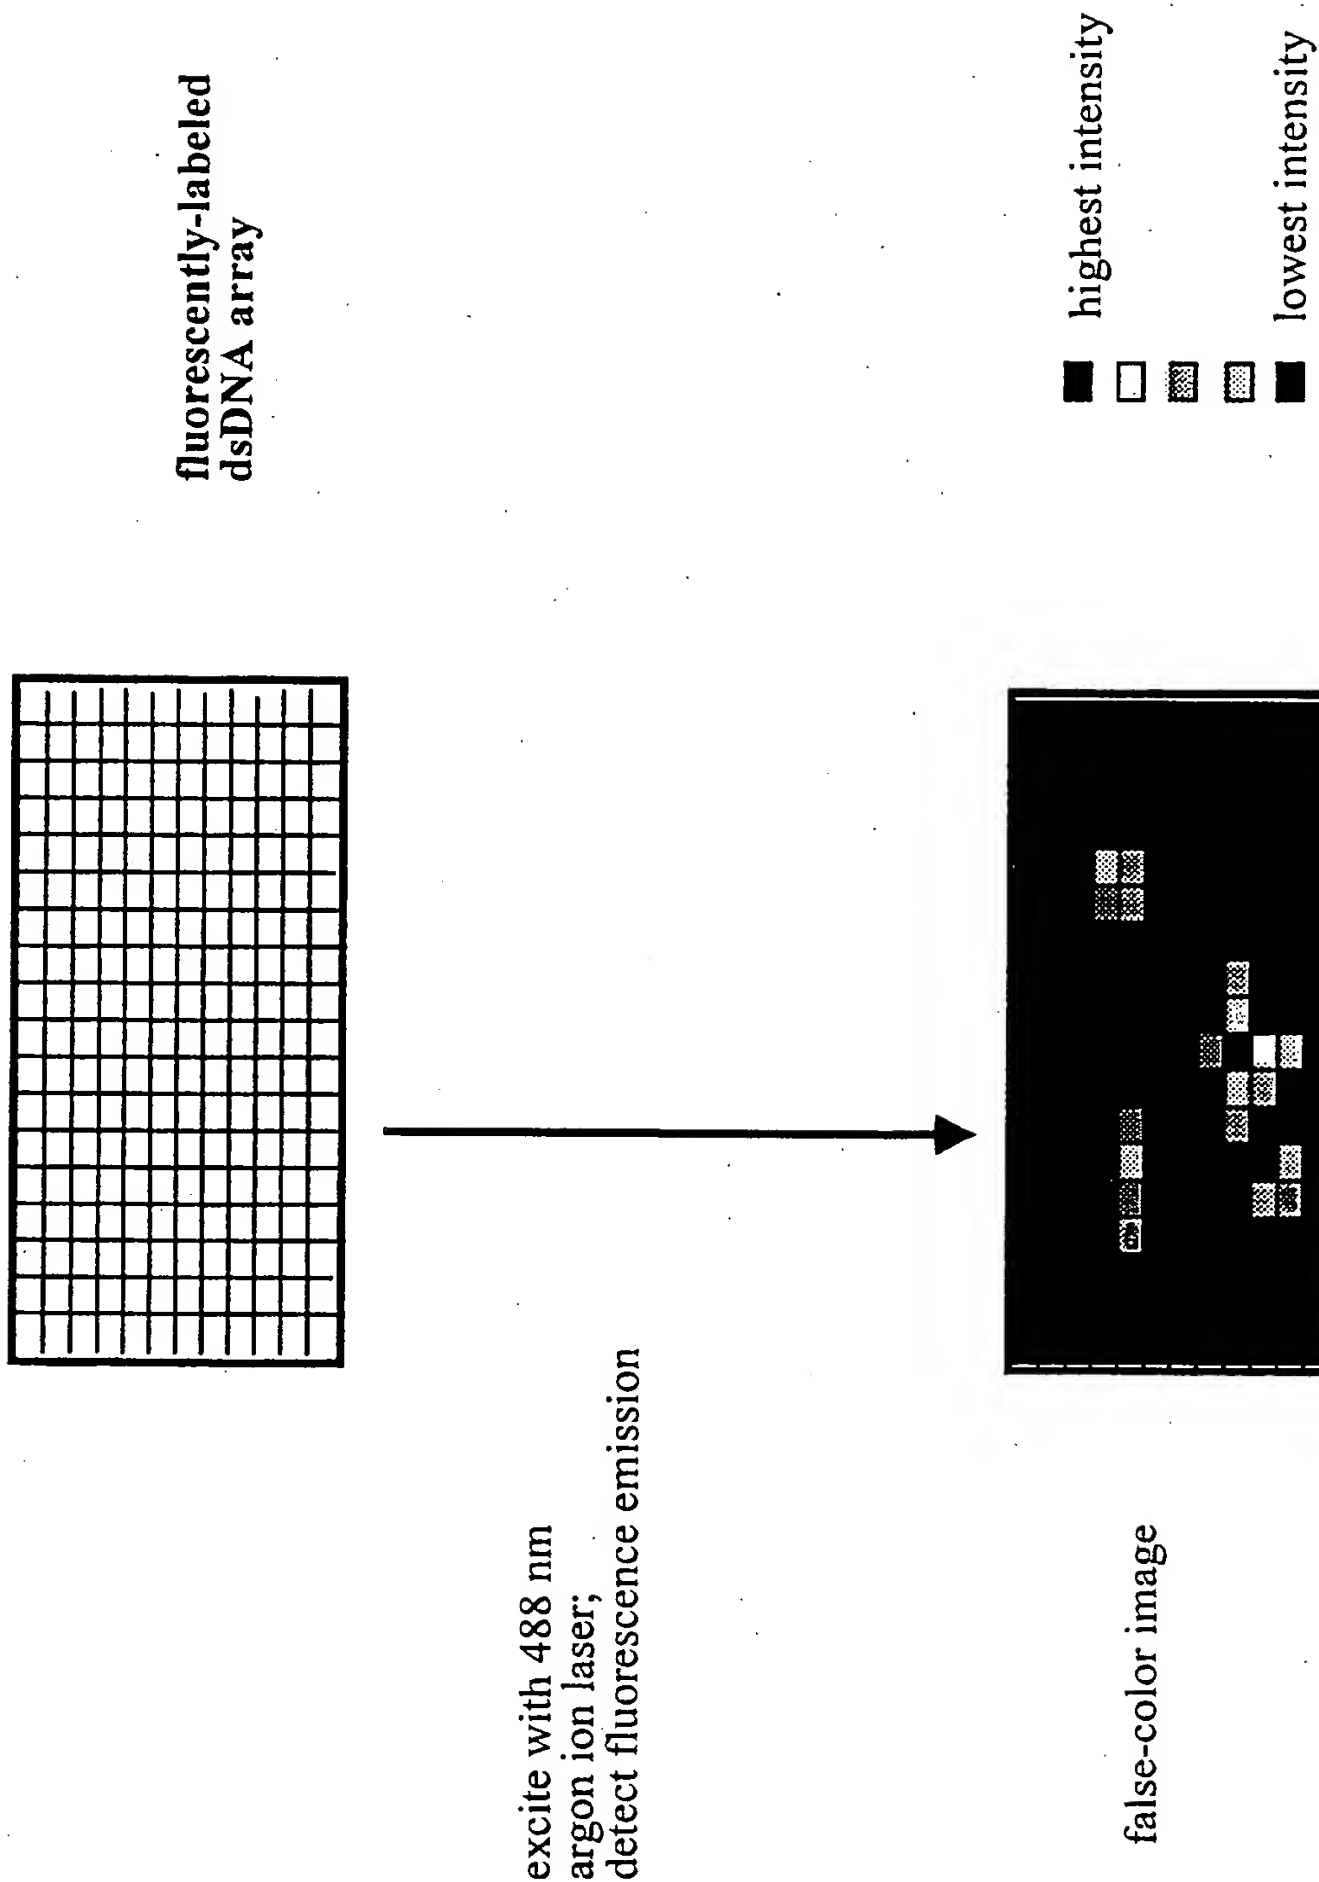 fluorescently-labeled
dsDNA array
excite with 488 nm
argon ion laser;
detect fluorescence emission
false-color image
highest intensity
lowest intensity